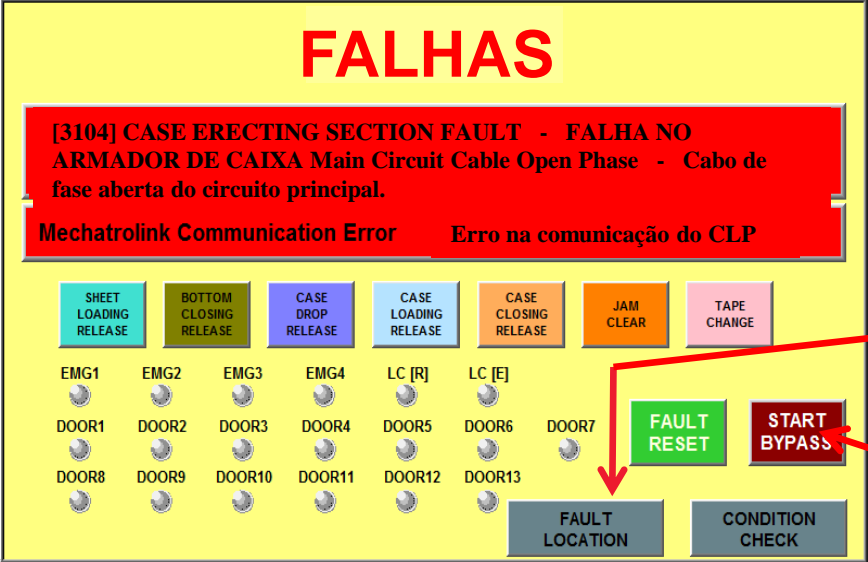 FALHAS
[3104] CASE ERECTING SECTION FAULT - FALHA NO
ARMADOR DE CAIXA Main Circuit Cable Open Phase - Cabo de
fase aberta do circuito principal.
Mechatrolink Communication Error Erro na comunicação do CLP
SHEET LOADING RELEASE
BOTTOM CLOSING RELEASE
CASE DROP RELEASE
CASE LOADING RELEASE
CASE CLOSING RELEASE
JAM CLEAR
TAPE CHANGE
EMG1 EMG2 EMG3 EMG4 LC [R] LC [E]
DOOR1 DOOR2 DOOR3 DOOR4 DOOR5 DOOR6 DOOR7
FAULT RESET
START BYPASS
DOOR8 DOOR9 DOOR10 DOOR11 DOOR12 DOOR13
FAULT LOCATION
CONDITION CHECK